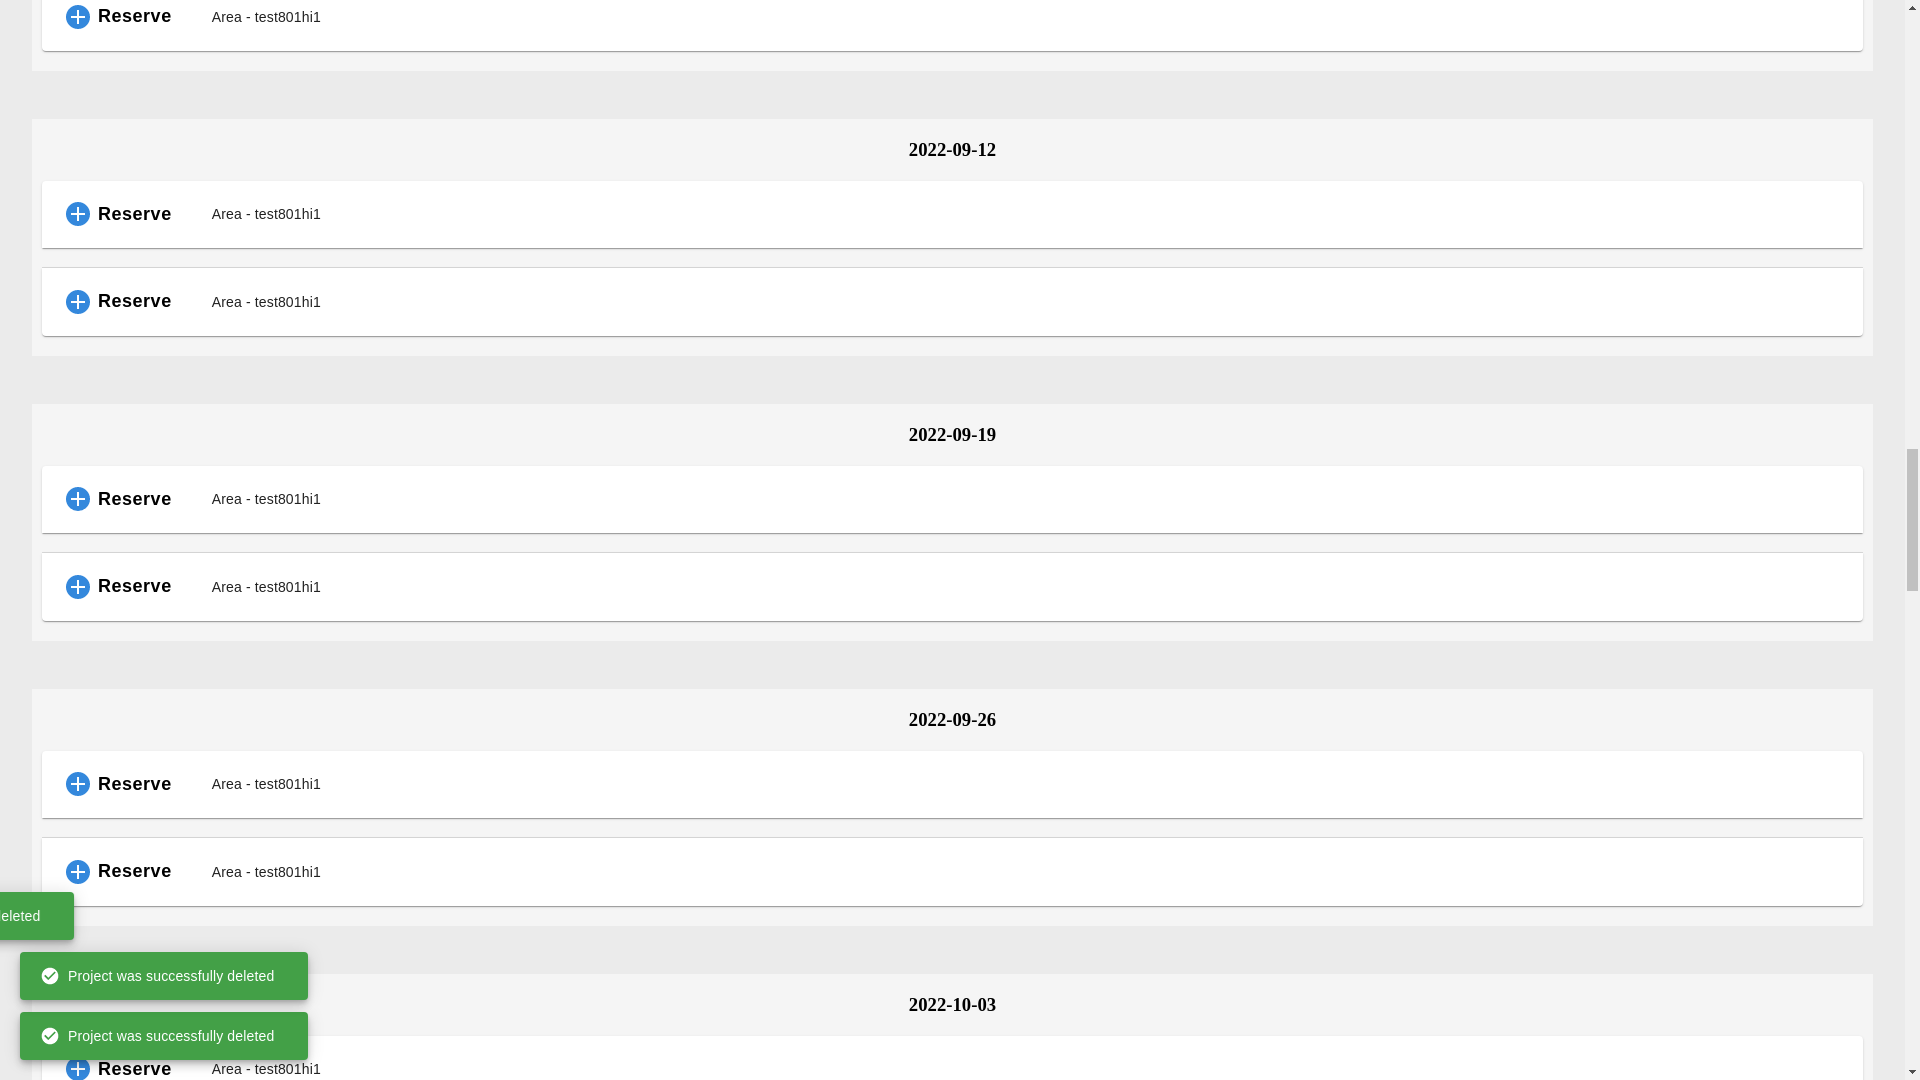 Reserve Area - test801hi1
2022-09-12
Reserve Area - test801hi1
Reserve Area - test801hi1
2022-09-19
Reserve Area - test801hi1
Reserve Area - test801hi1
2022-09-26
Reserve Area - test801hi1
Reserve Area - test801hi1
eleted
Project was successfully deleted
2022-10-03
Project was successfully deleted
Reserve Area - test801hi1